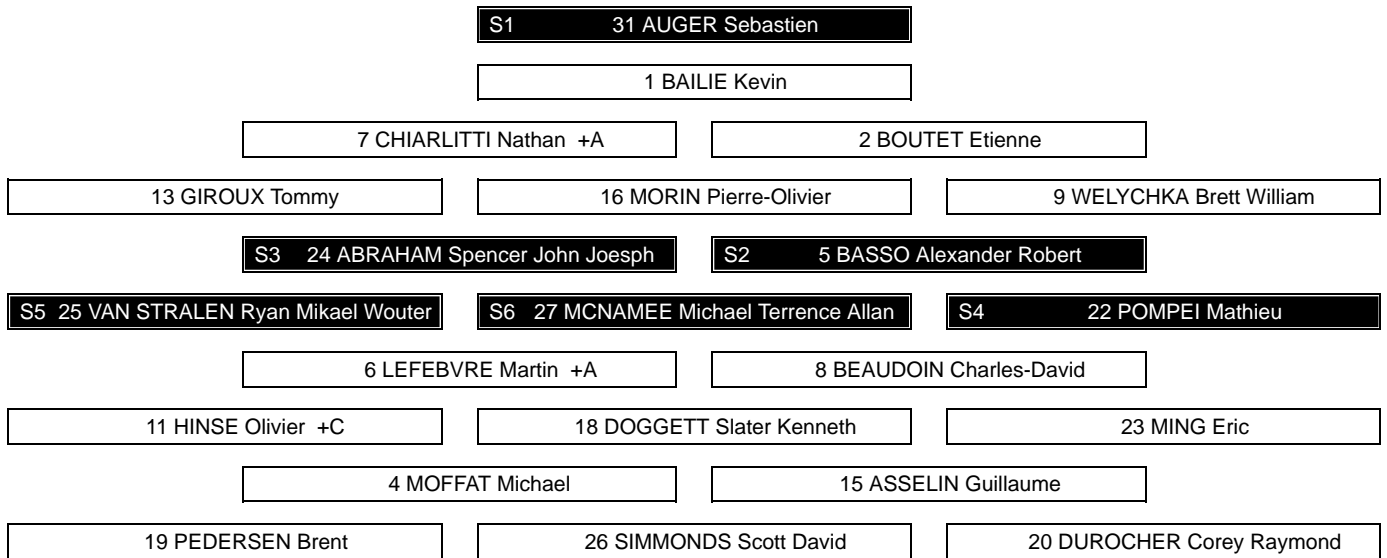 S1 31 AUGER Sebastien
1 BAILIE Kevin
7 CHIARLITTI Nathan +A 2 BOUTET Etienne
13 GIROUX Tommy 16 MORIN Pierre-Olivier 9 WELYCHKA Brett William
S3 24 ABRAHAM Spencer John Joesph S2 5 BASSO Alexander Robert
S5 25 VAN STRALEN Ryan Mikael Wouter S6 27 MCNAMEE Michael Terrence Allan S4 22 POMPEI Mathieu
6 LEFEBVRE Martin +A 8 BEAUDOIN Charles-David
11 HINSE Olivier +C 18 DOGGETT Slater Kenneth 23 MING Eric
4 MOFFAT Michael 15 ASSELIN Guillaume
19 PEDERSEN Brent 26 SIMMONDS Scott David 20 DUROCHER Corey Raymond